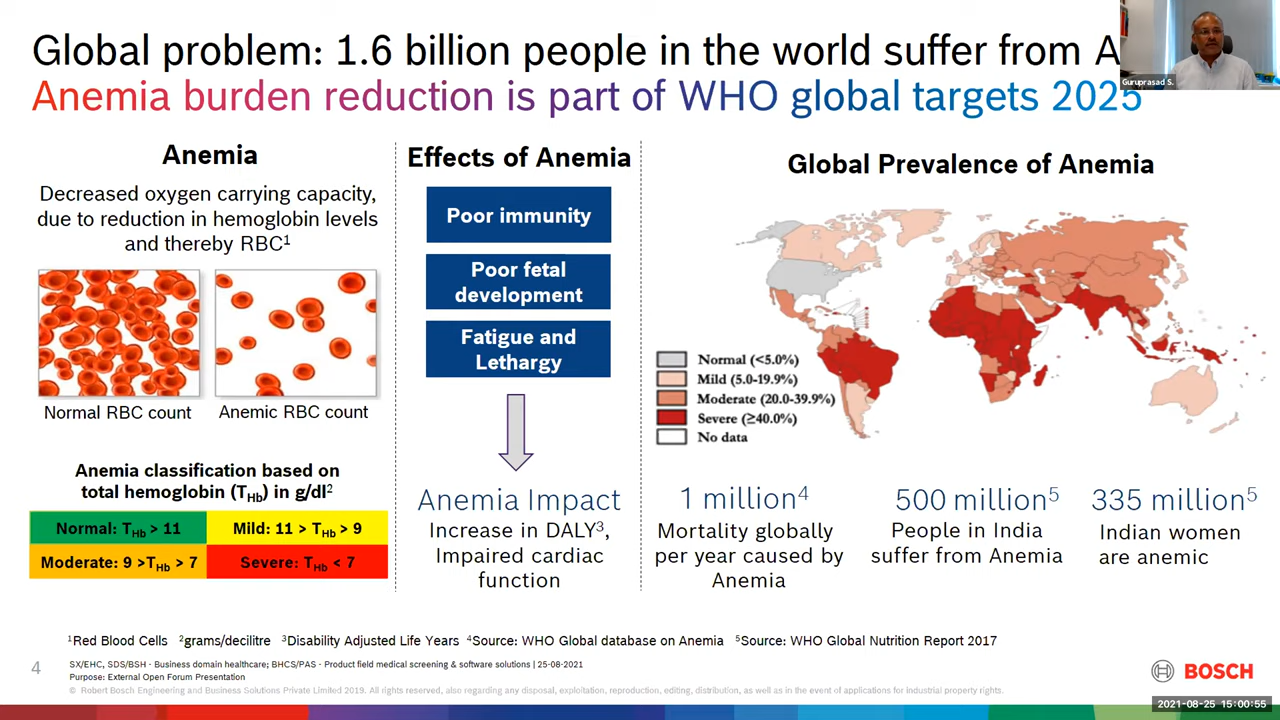 Global problem: 1.6 billion people in the world suffer from A
Anemia burden reduction is part of WHO global targets 2025
Guruprasad S.
Anemia
Decreased oxygen carrying capacity,
due to reduction in hemoglobin levels
and thereby RBC¹
Normal RBC count
Anemic RBC count
Anemia classification based on
total hemoglobin (T_Hb) in g/dl²
Normal: T_Hb > 11
Mild: 11 > T_Hb > 9
Moderate: 9 >T_Hb > 7
Severe: T_Hb < 7
Effects of Anemia
Poor immunity
Poor fetal
development
Fatigue and
Lethargy
Anemia Impact
Increase in DALY³,
Impaired cardiac
function
Global Prevalence of Anemia
Normal (<5.0%)
Mild (5.0-19.9%)
Moderate (20.0-39.9%)
Severe (≥40.0%)
No data
1 million⁴
Mortality globally
per year caused by
Anemia
500 million⁵
People in India
suffer from Anemia
335 million⁵
Indian women
are anemic
¹Red Blood Cells ²grams/decilitre ³Disability Adjusted Life Years ⁴Source: WHO Global database on Anemia ⁵Source: WHO Global Nutrition Report 2017
4
SX/EHC, SDS/BSH - Business domain healthcare; BHCS/PAS - Product field medical screening & software solutions | 25-08-2021
Purpose: External Open Forum Presentation
© Robert Bosch Engineering and Business Solutions Private Limited 2019. All rights reserved, also regarding any disposal, exploitation, reproduction, editing, distribution, as well as in the event of applications for industrial property rights.
BOSCH
2021-08-25 15:00:55